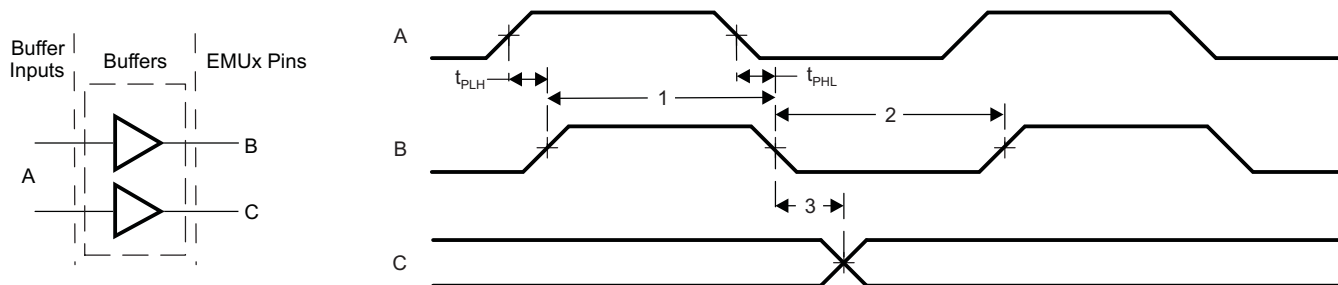 Buffer
Inputs
Buffers
EMUx Pins
A
B
C
A
t_PLH
t_PHL
1
2
B
3
C